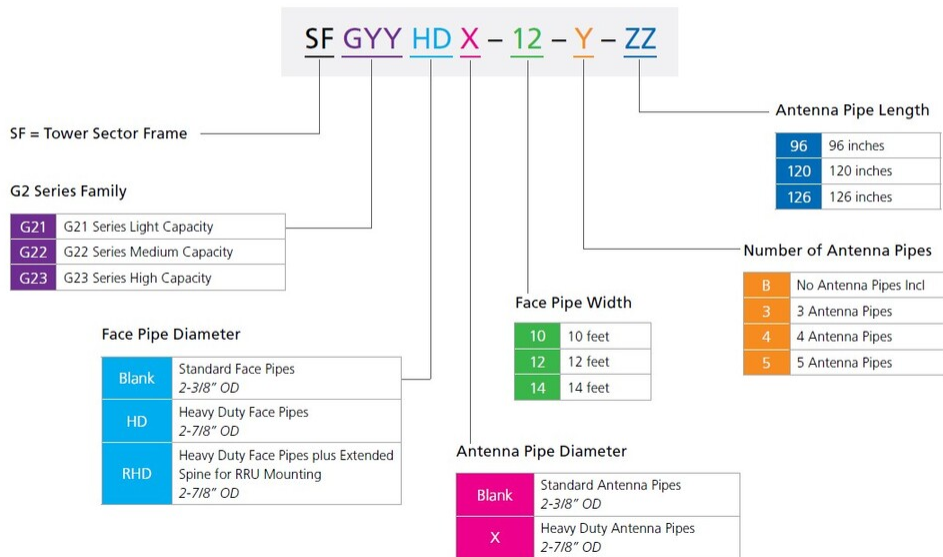 SF GYY HD X – 12 – Y – ZZ
SF = Tower Sector Frame
G2 Series Family
G21 G21 Series Light Capacity
G22 G22 Series Medium Capacity
G23 G23 Series High Capacity
Face Pipe Diameter
Blank Standard Face Pipes
2-3/8" OD
HD Heavy Duty Face Pipes
2-7/8" OD
RHD Heavy Duty Face Pipes plus Extended
Spine for RRU Mounting
2-7/8" OD
Antenna Pipe Diameter
Blank Standard Antenna Pipes
2-3/8" OD
X Heavy Duty Antenna Pipes
2-7/8" OD
Face Pipe Width
10 10 feet
12 12 feet
14 14 feet
Number of Antenna Pipes
B No Antenna Pipes Incl
3 3 Antenna Pipes
4 4 Antenna Pipes
5 5 Antenna Pipes
Antenna Pipe Length
96 96 inches
120 120 inches
126 126 inches